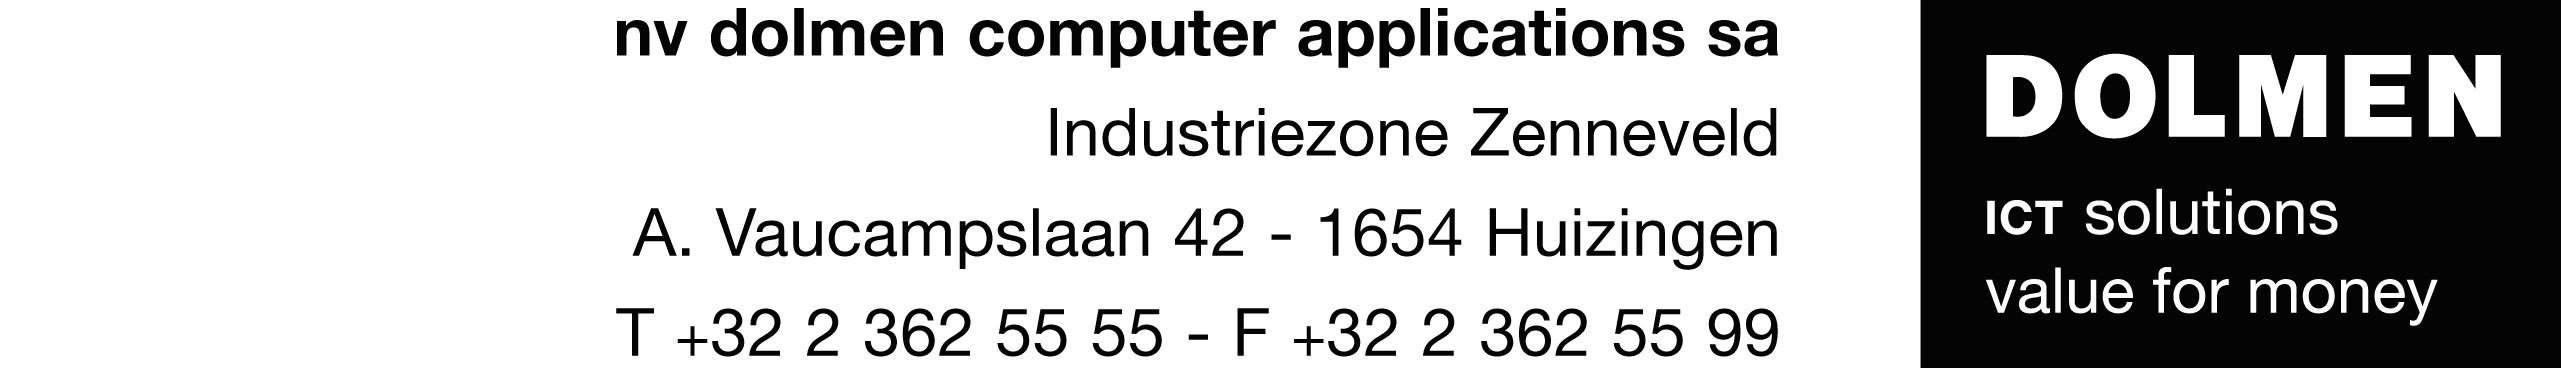 nv dolmen computer applications sa
Industriezone Zenneveld
A. Vaucampslaan 42 - 1654 Huizingen
T +32 2 362 55 55 - F +32 2 362 55 99
DOLMEN
ICT solutions
value for money